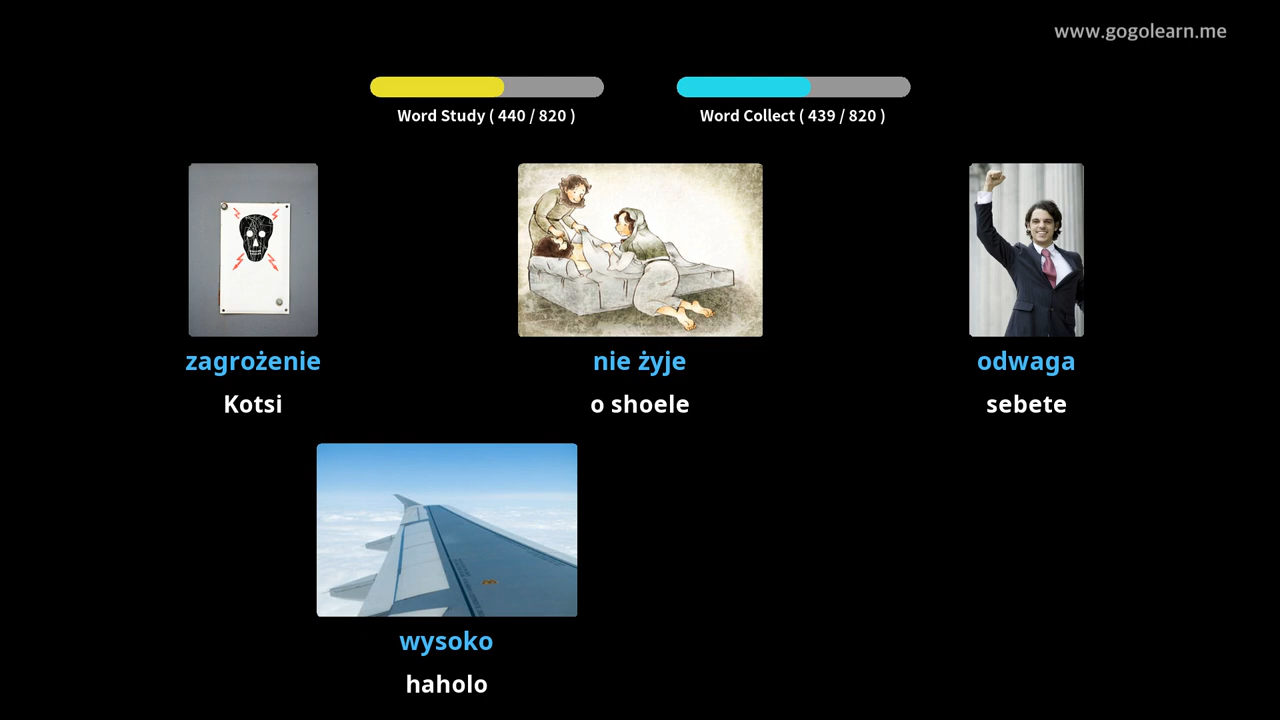 www.gogolearn.me
Word Study ( 440 / 820 )
Word Collect ( 439 / 820 )
zagrożenie
nie żyje
odwaga
Kotsi
o shoele
sebete
wysoko
haholo